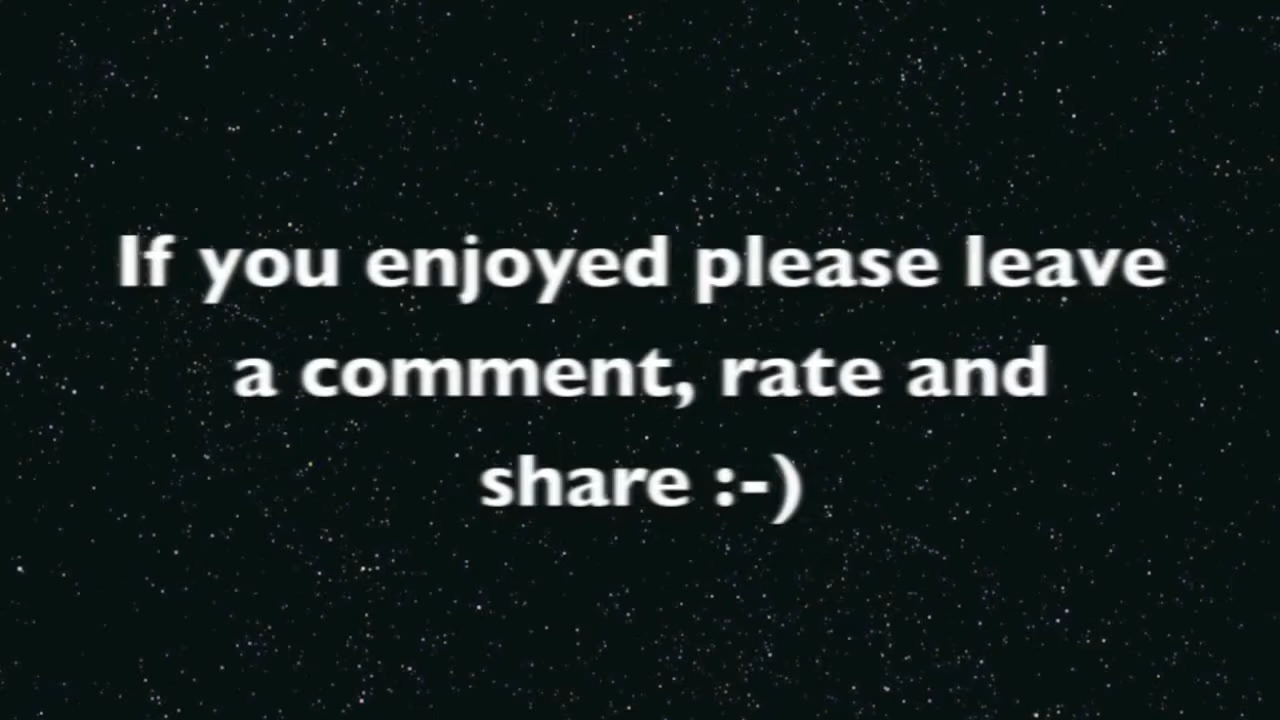 If you enjoyed please leave
a comment, rate and
share :-)